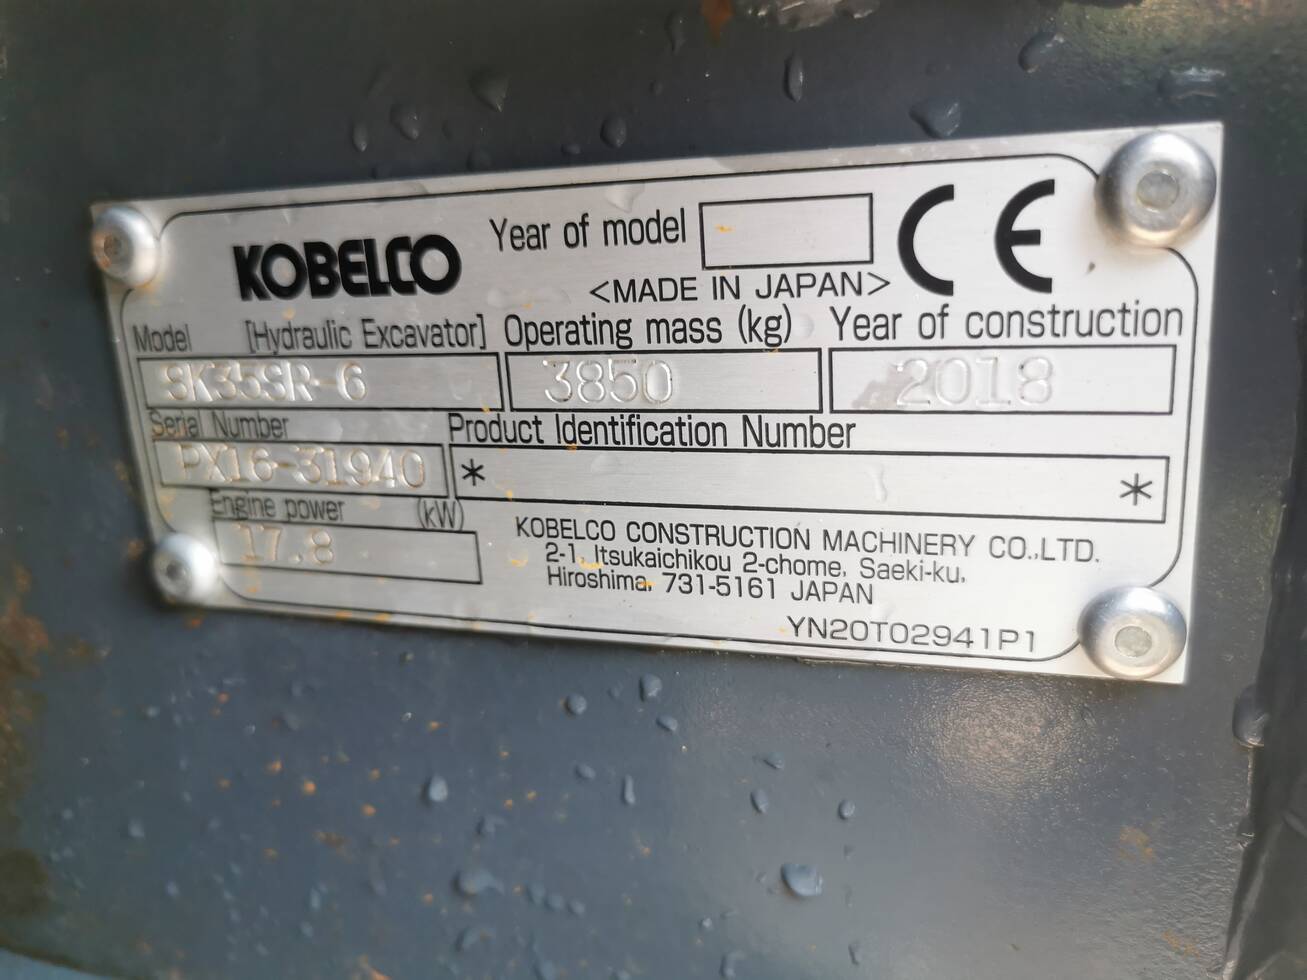 KOBELCO Year of model
<MADE IN JAPAN> CE
Model [Hydraulic Excavator] Operating mass (kg) Year of construction
SK35SR-6 3850 2018
Serial Number Product Identification Number
PX16-31940 * *
Engine power (kW)
17.8
KOBELCO CONSTRUCTION MACHINERY CO.,LTD.
2-1, Itsukaichikou 2-chome, Saeki-ku,
Hiroshima, 731-5161 JAPAN
YN20T02941P1